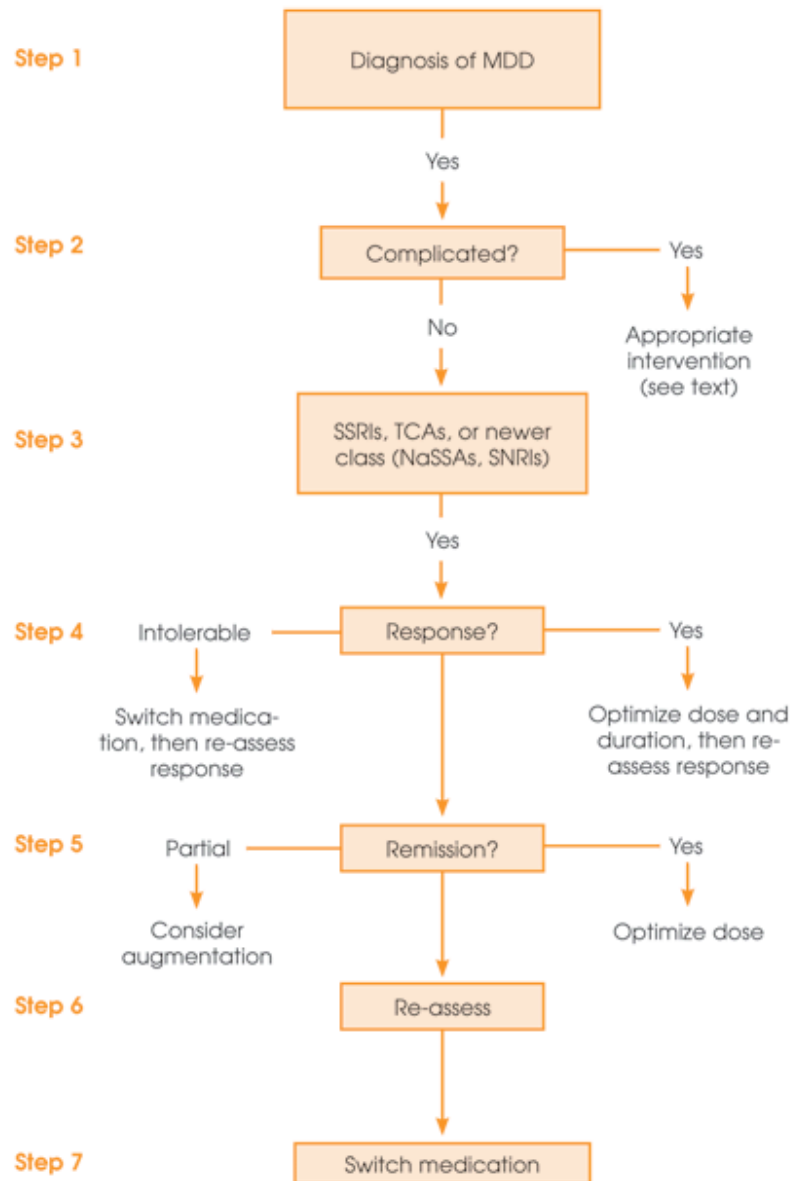 Step 1
Diagnosis of MDD
Yes
Step 2
Complicated?
Yes
No
Appropriate
intervention
(see text)
Step 3
SSRIs, TCAs, or newer
class (NaSSAs, SNRIs)
Yes
Step 4
Intolerable
Response?
Yes
Switch medica-
tion, then re-assess
response
Optimize dose and
duration, then re-
assess response
Step 5
Partial
Remission?
Yes
Consider
augmentation
Optimize dose
Step 6
Re-assess
Step 7
Switch medication